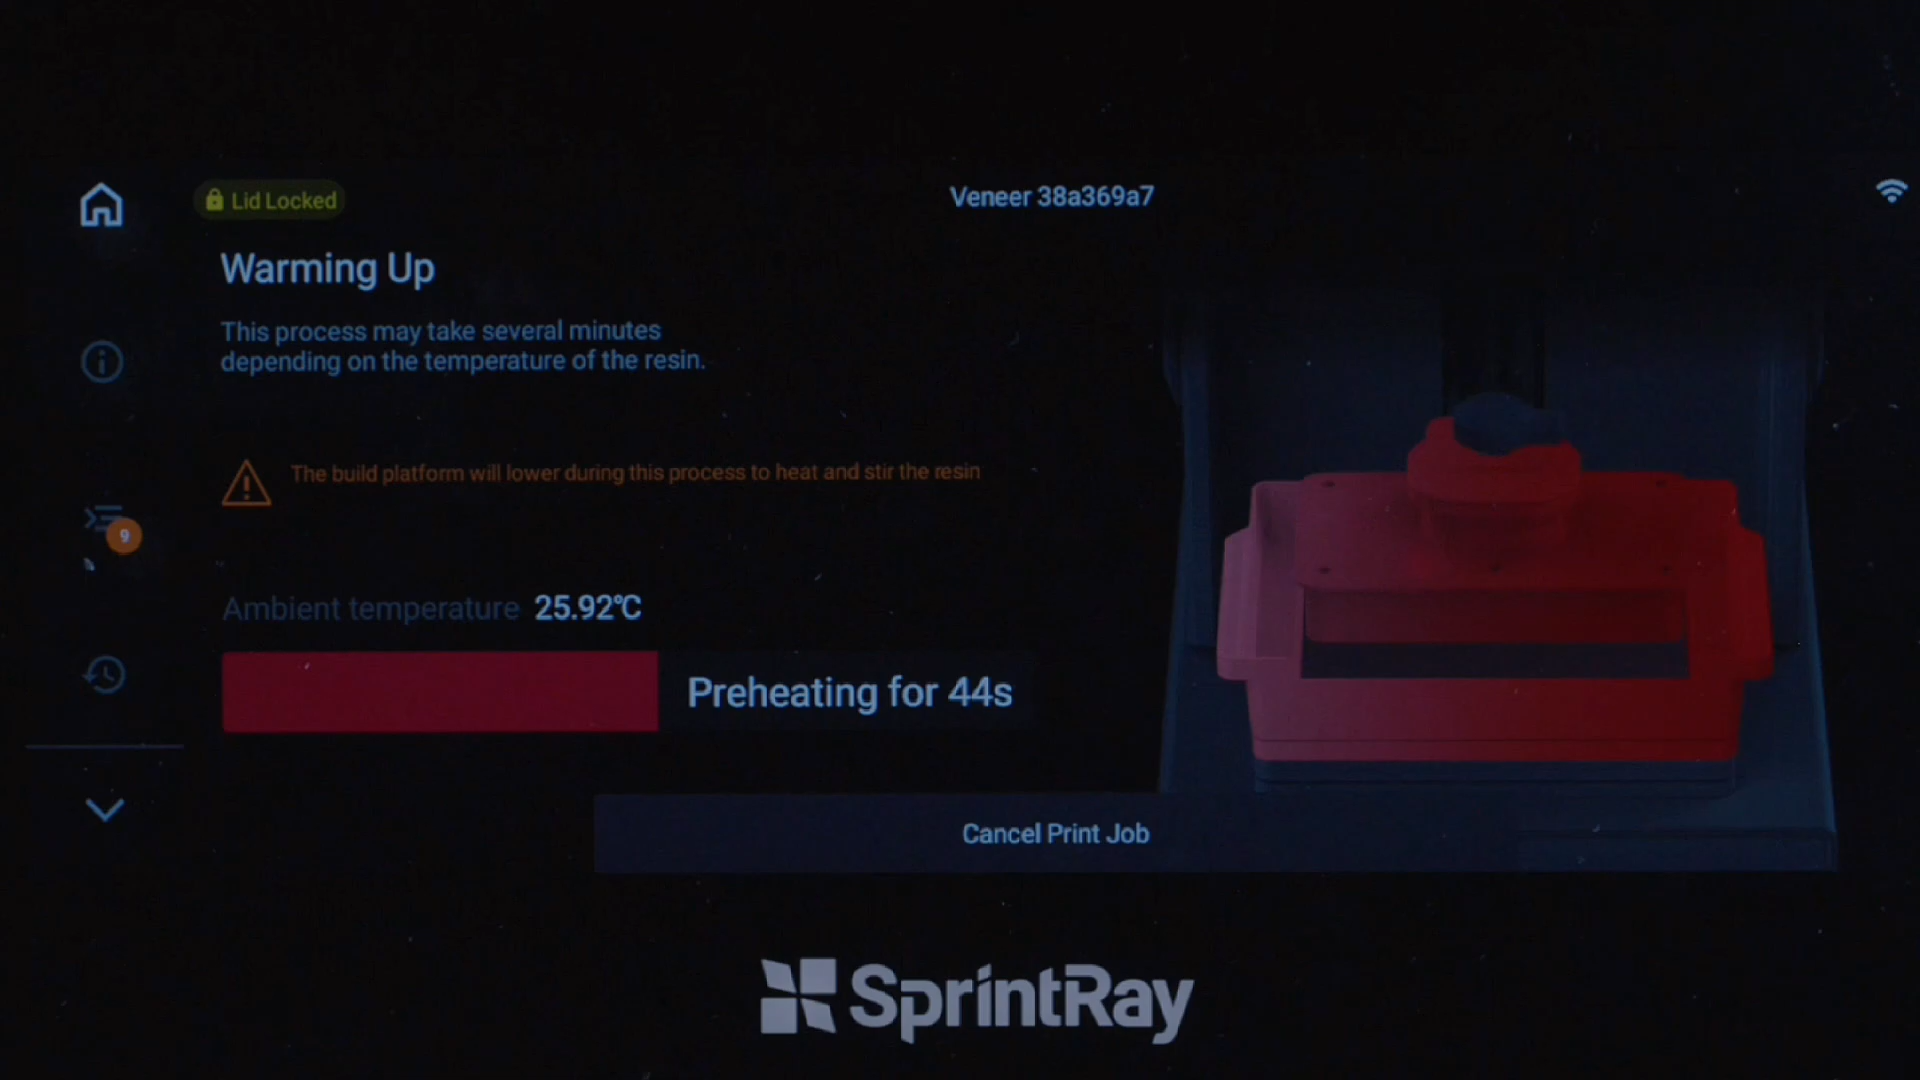 Lid Locked
Veneer 38a369a7
Warming Up
This process may take several minutes
depending on the temperature of the resin.
The build platform will lower during this process to heat and stir the resin
9
Ambient temperature 25.92°C
Preheating for 44s
Cancel Print Job
SprintRay